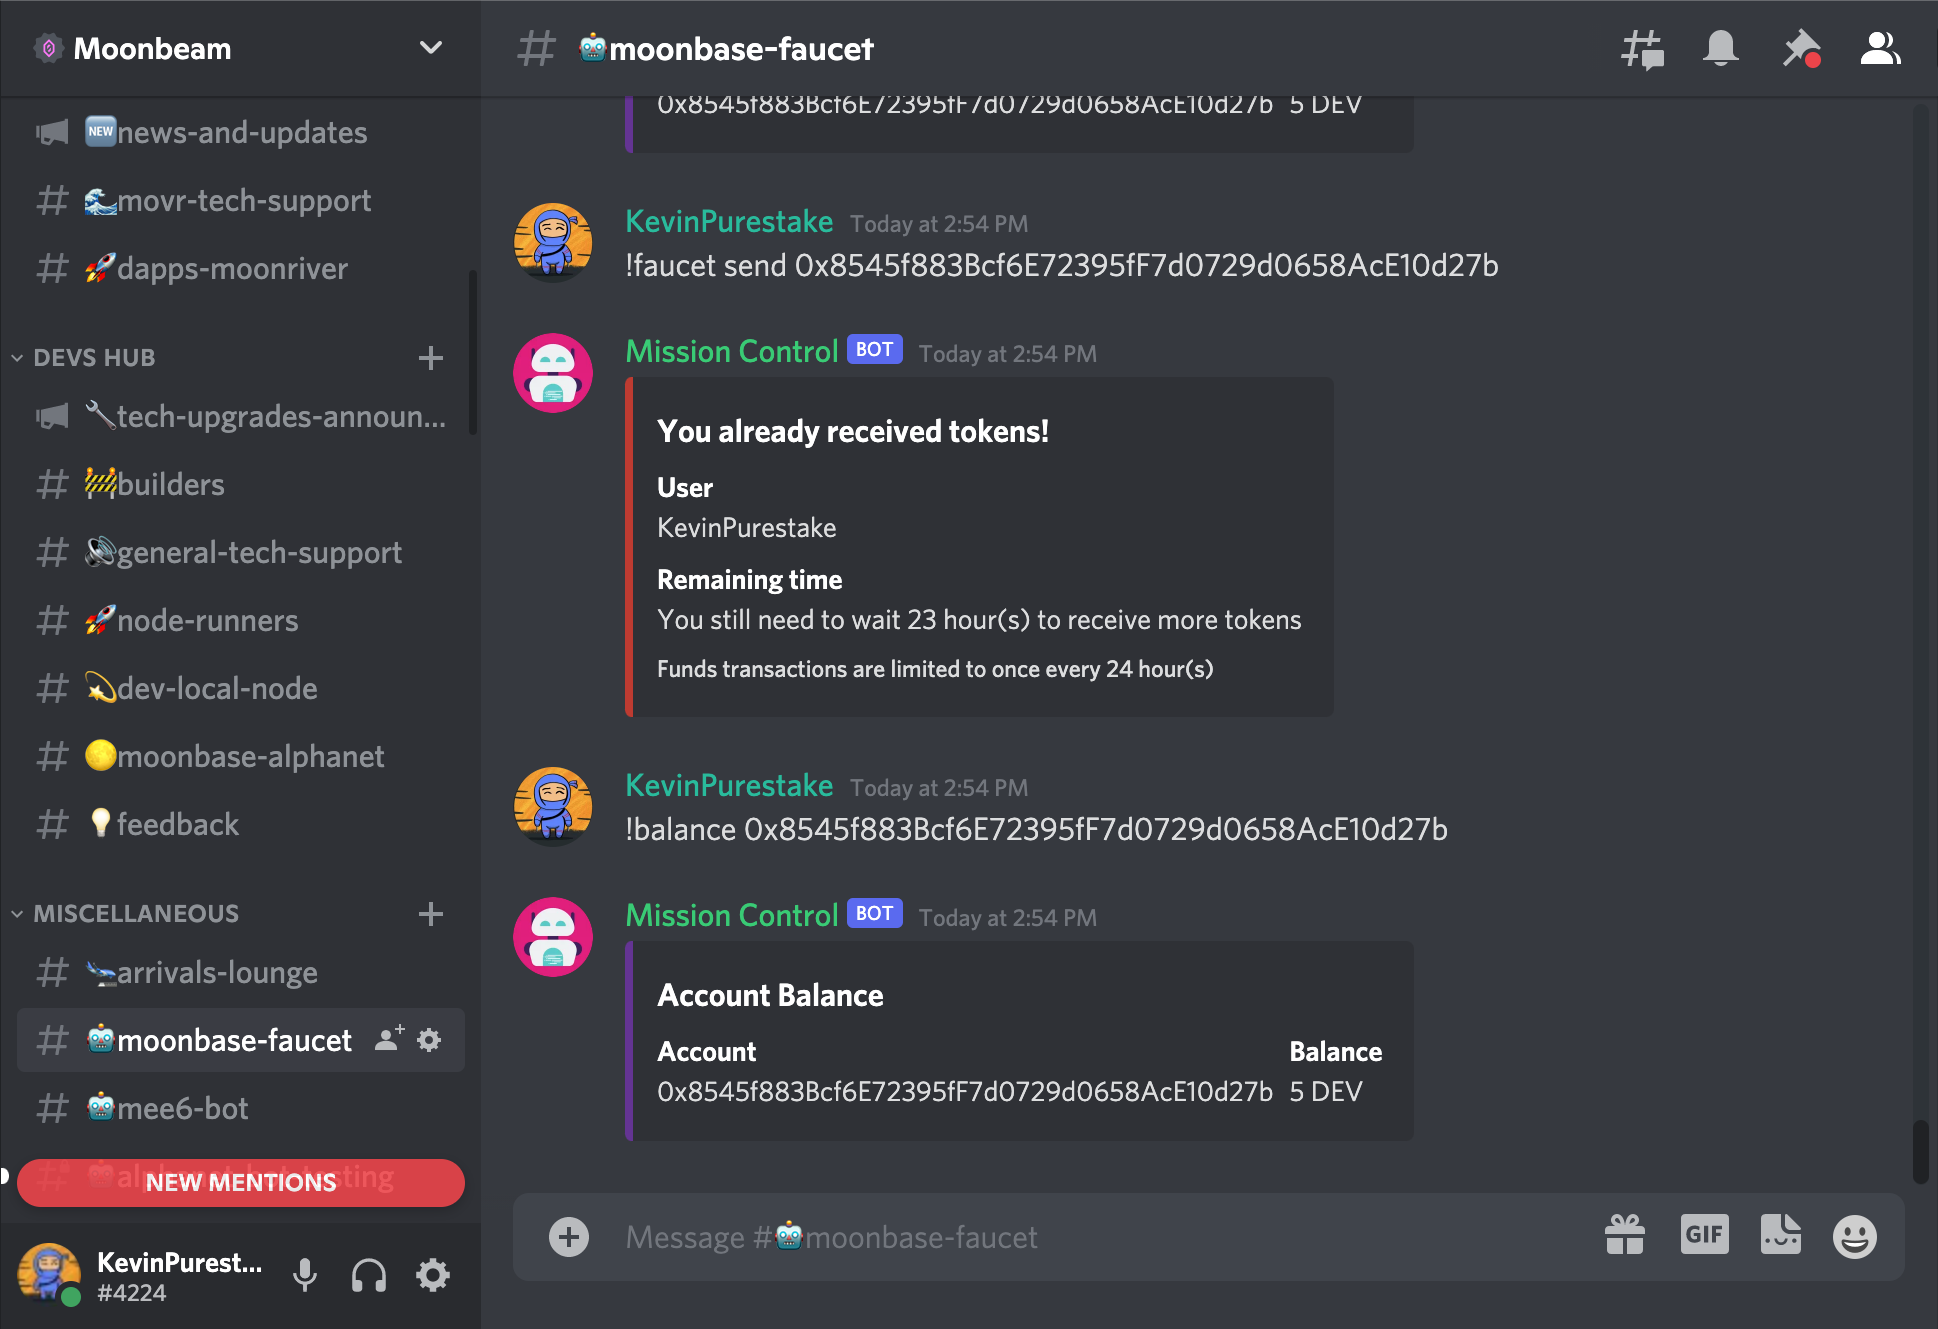 Moonbeam
NEW news-and-updates
movr-tech-support
dapps-moonriver
DEVS HUB
tech-upgrades-announ...
builders
general-tech-support
node-runners
dev-local-node
moonbase-alphanet
feedback
MISCELLANEOUS
arrivals-lounge
moonbase-faucet
mee6-bot
alphanet-bot-testing
NEW MENTIONS
KevinPurest...
#4224
moonbase-faucet
0x8545f883Bcf6E72395fF7d0729d0658AcE10d27b 5 DEV
KevinPurestake Today at 2:54 PM
!faucet send 0x8545f883Bcf6E72395fF7d0729d0658AcE10d27b
Mission Control BOT Today at 2:54 PM
You already received tokens!
User
KevinPurestake
Remaining time
You still need to wait 23 hour(s) to receive more tokens
Funds transactions are limited to once every 24 hour(s)
KevinPurestake Today at 2:54 PM
!balance 0x8545f883Bcf6E72395fF7d0729d0658AcE10d27b
Mission Control BOT Today at 2:54 PM
Account Balance
Account Balance
0x8545f883Bcf6E72395fF7d0729d0658AcE10d27b 5 DEV
Message #🤖moonbase-faucet
GIF